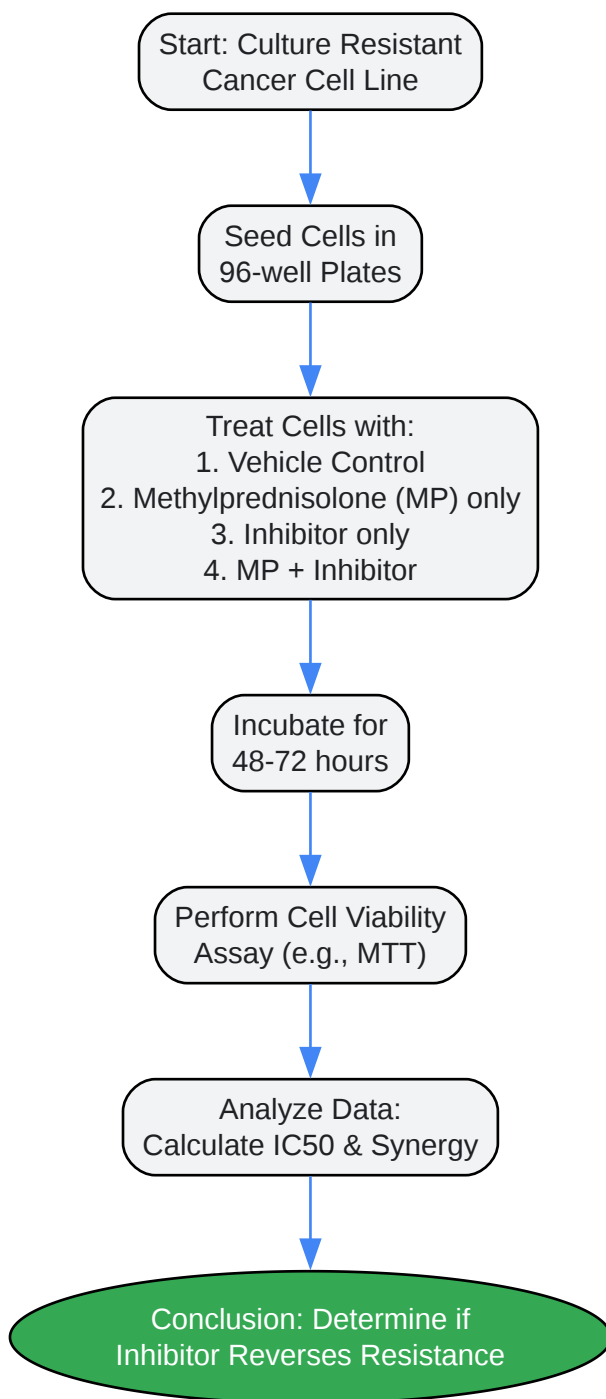 Start: Culture Resistant
Cancer Cell Line
Seed Cells in
96-well Plates
Treat Cells with:
1. Vehicle Control
2. Methylprednisolone (MP) only
3. Inhibitor only
4. MP + Inhibitor
Incubate for
48-72 hours
Perform Cell Viability
Assay (e.g., MTT)
Analyze Data:
Calculate IC50 & Synergy
Conclusion: Determine if
Inhibitor Reverses Resistance